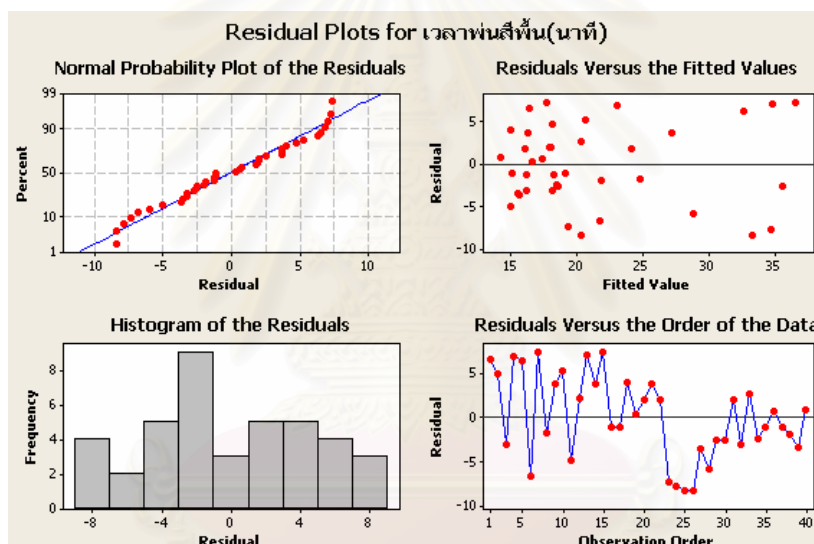 Residual Plots for เวลาพ่นสีพื้น(นาที)
Normal Probability Plot of the Residuals
99
90
50
10
1
Percent
-10 -5 0 5 10
Residual
Residuals Versus the Fitted Values
5
0
-5
-10
Residual
15 20 25 30 35
Fitted Value
Histogram of the Residuals
8
6
4
2
0
Frequency
-8 -4 0 4 8
Residual
Residuals Versus the Order of the Data
5
0
-5
-10
Residual
1 5 10 15 20 25 30 35 40
Observation Order